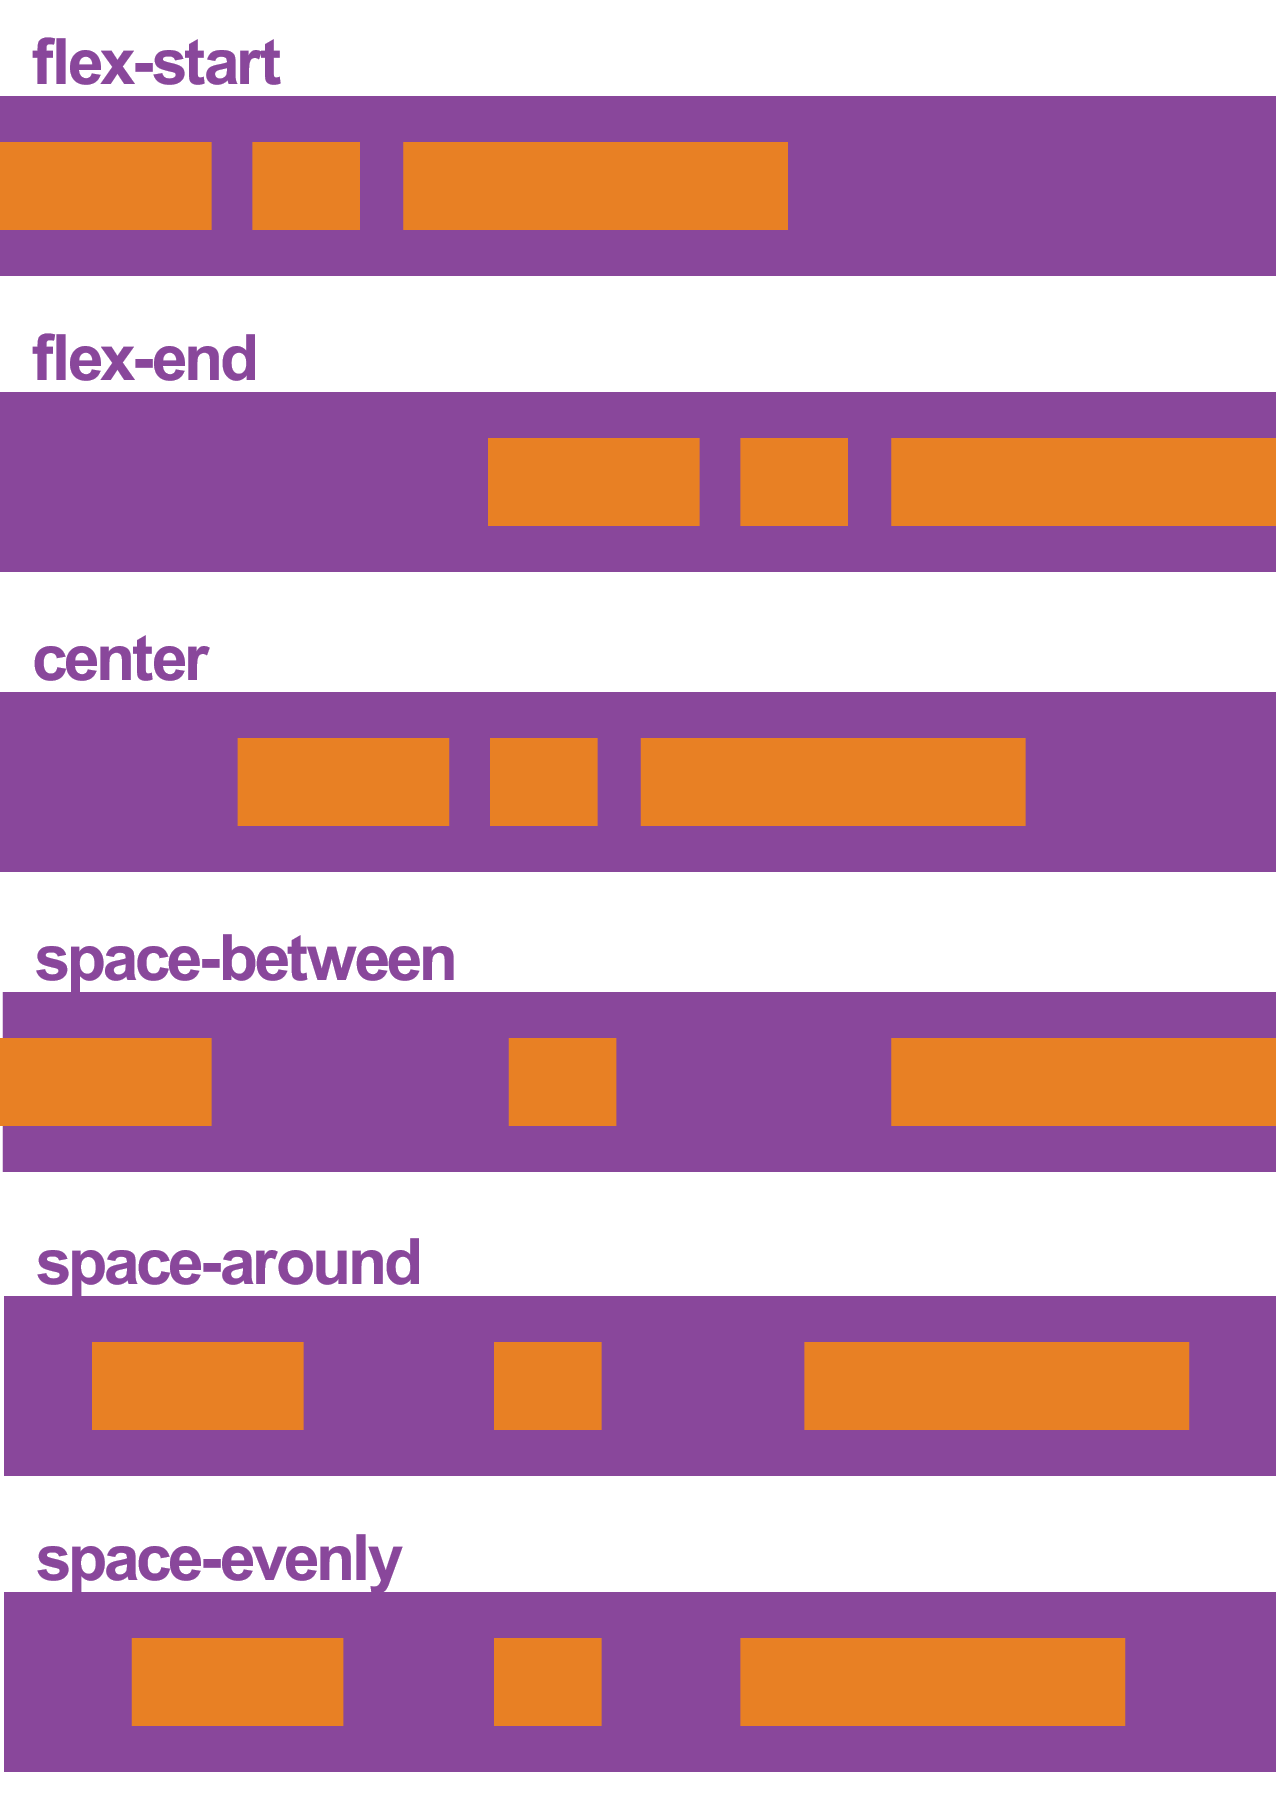 flex-start
flex-end
center
space-between
space-around
space-evenly